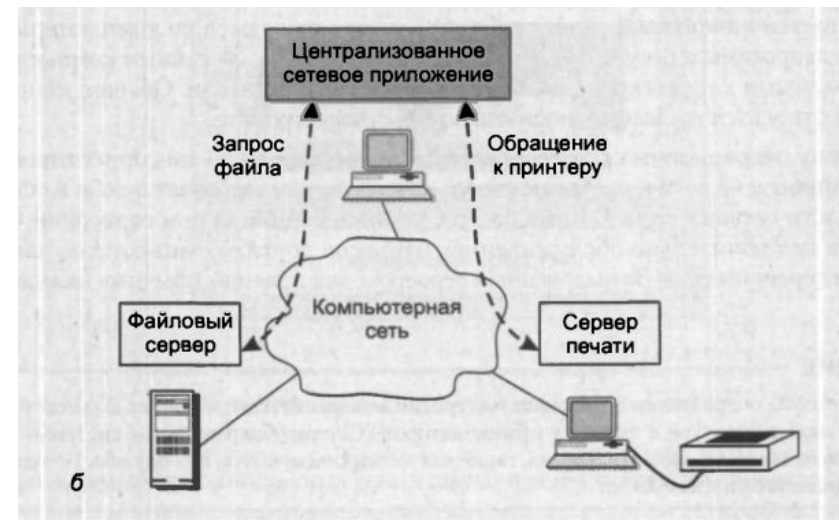 Централизованное
сетевое приложение
Запрос
файла
Обращение
к принтеру
Компьютерная
сеть
Файловый
сервер
Сервер
печати
б